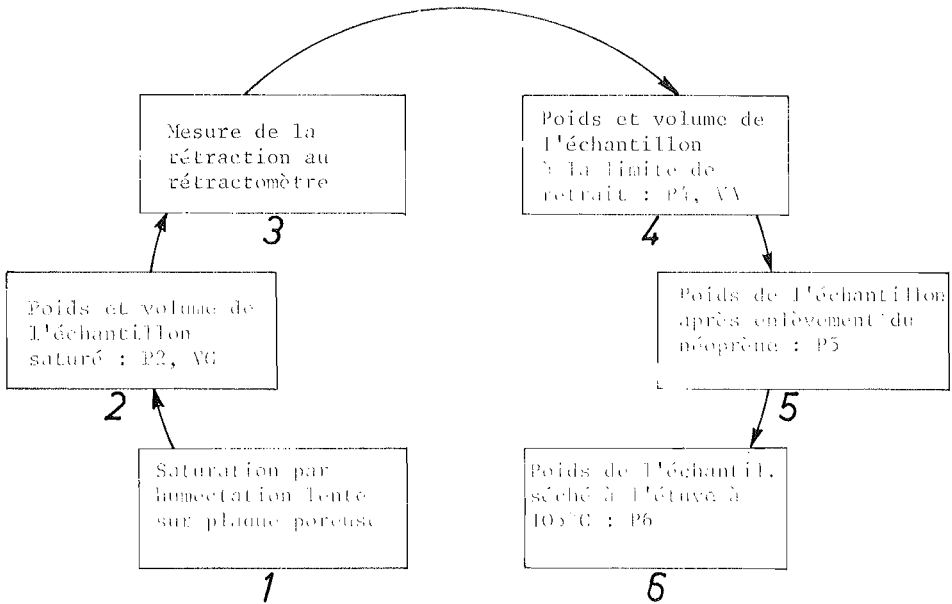 Mesure de la
rétraction au
rétractomètre
3
Poids et volume de
l'échantillon
à la limite de
retrait : P4, VA
4
Poids et volume de
l'échantillon
saturé : P2, VG
2
Poids de l'échantillon
après enlèvement du
néoprène : P5
5
Saturation par
humectation lente
sur plaque poreuse
1
Poids de l'échantil.
séché à l'étuve à
105°C : P6
6